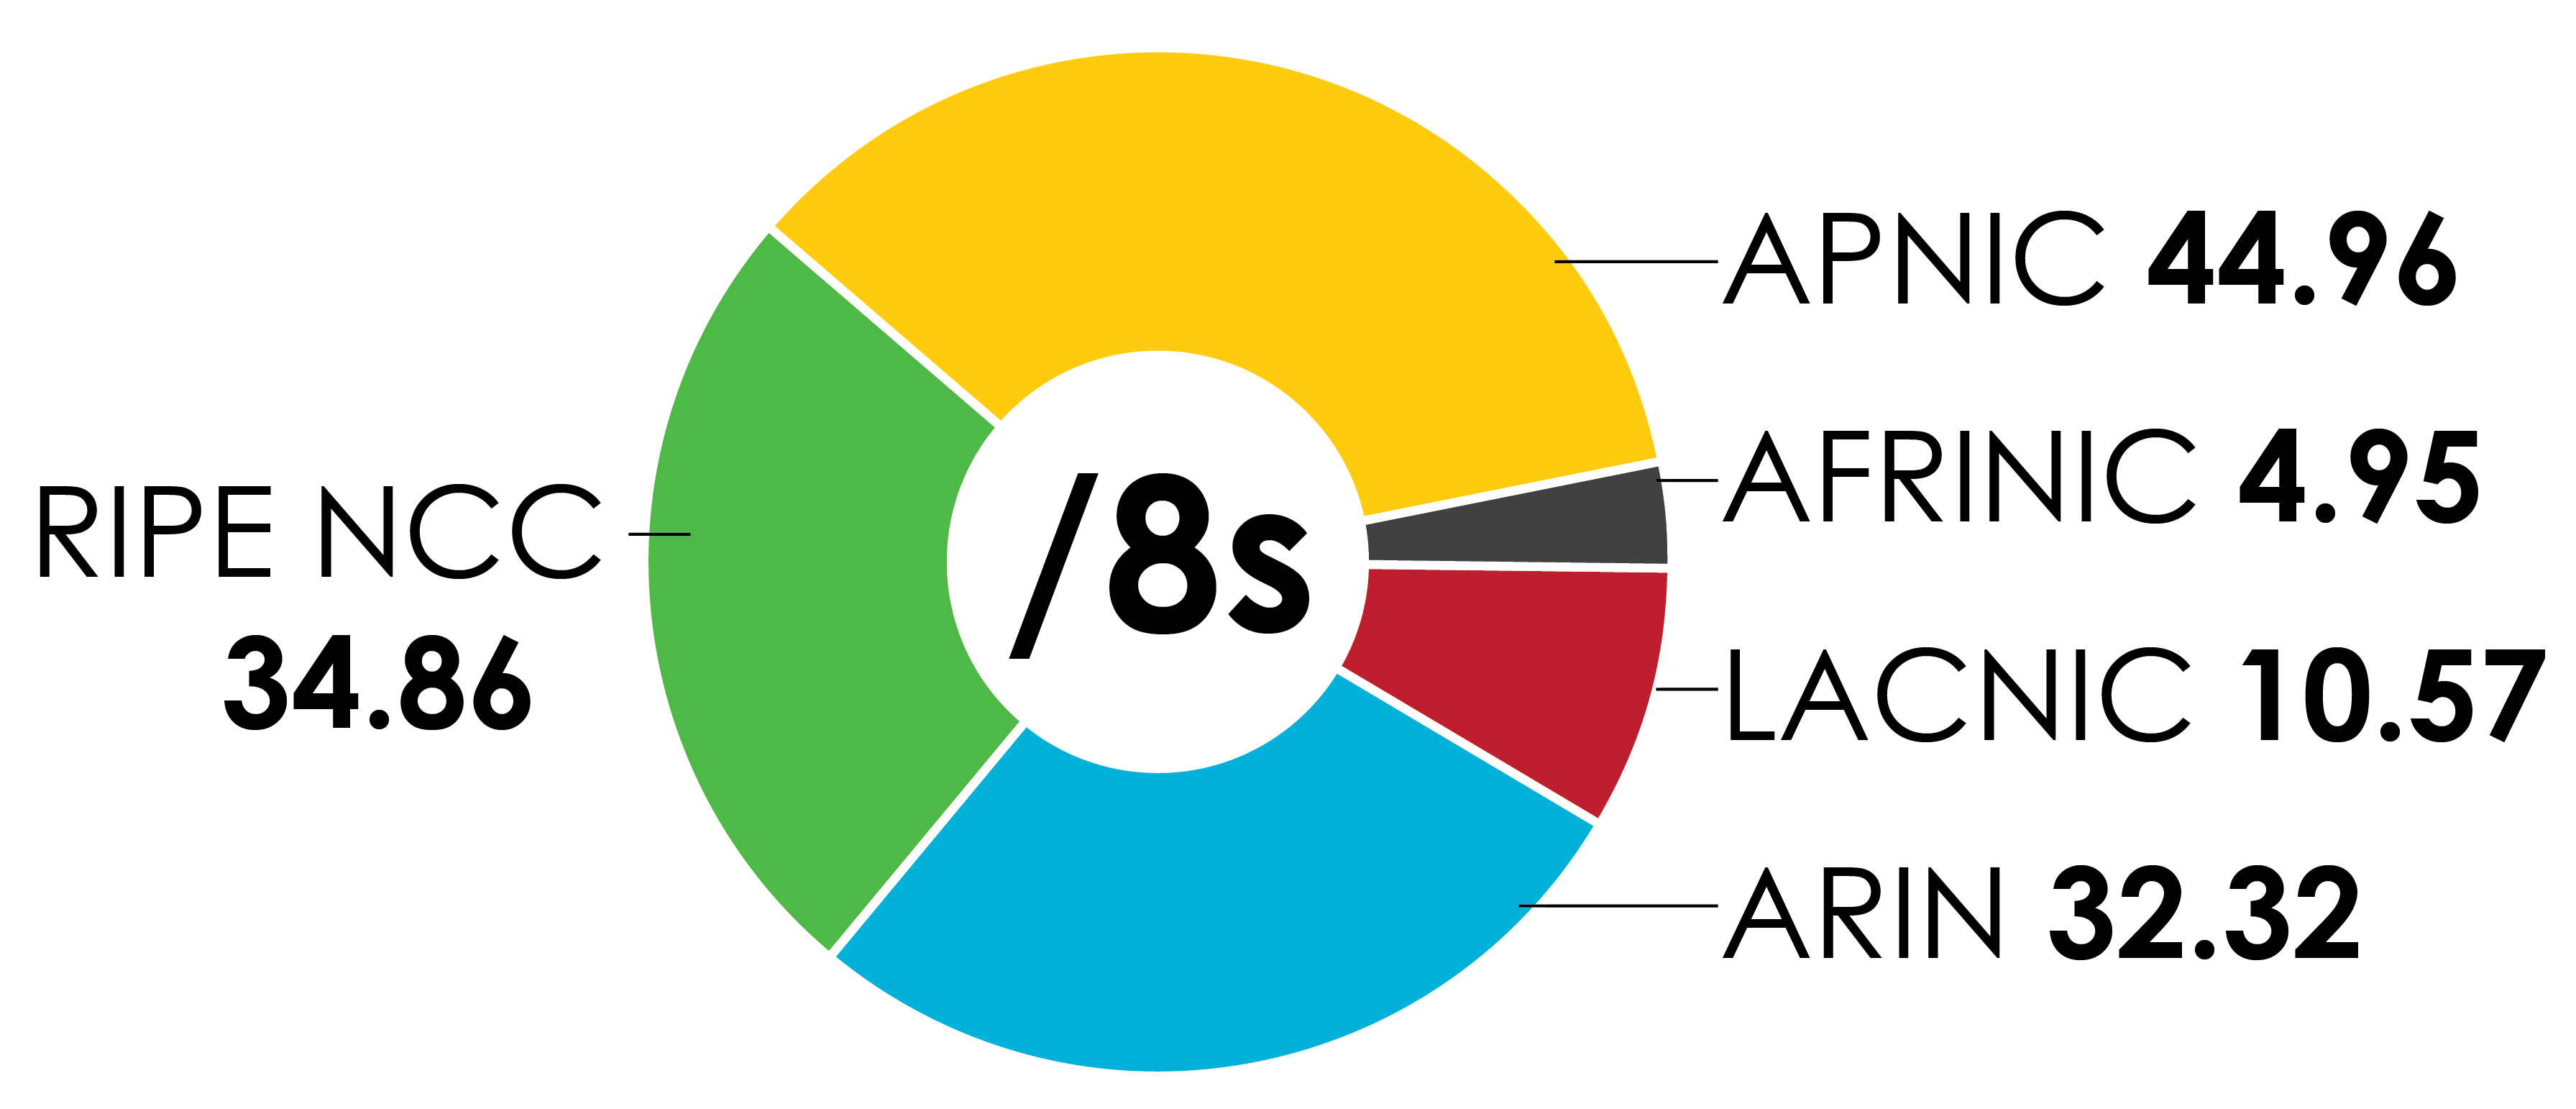 APNIC 44.96
AFRINIC 4.95
RIPE NCC
34.86
/8s
LACNIC 10.57
ARIN 32.32